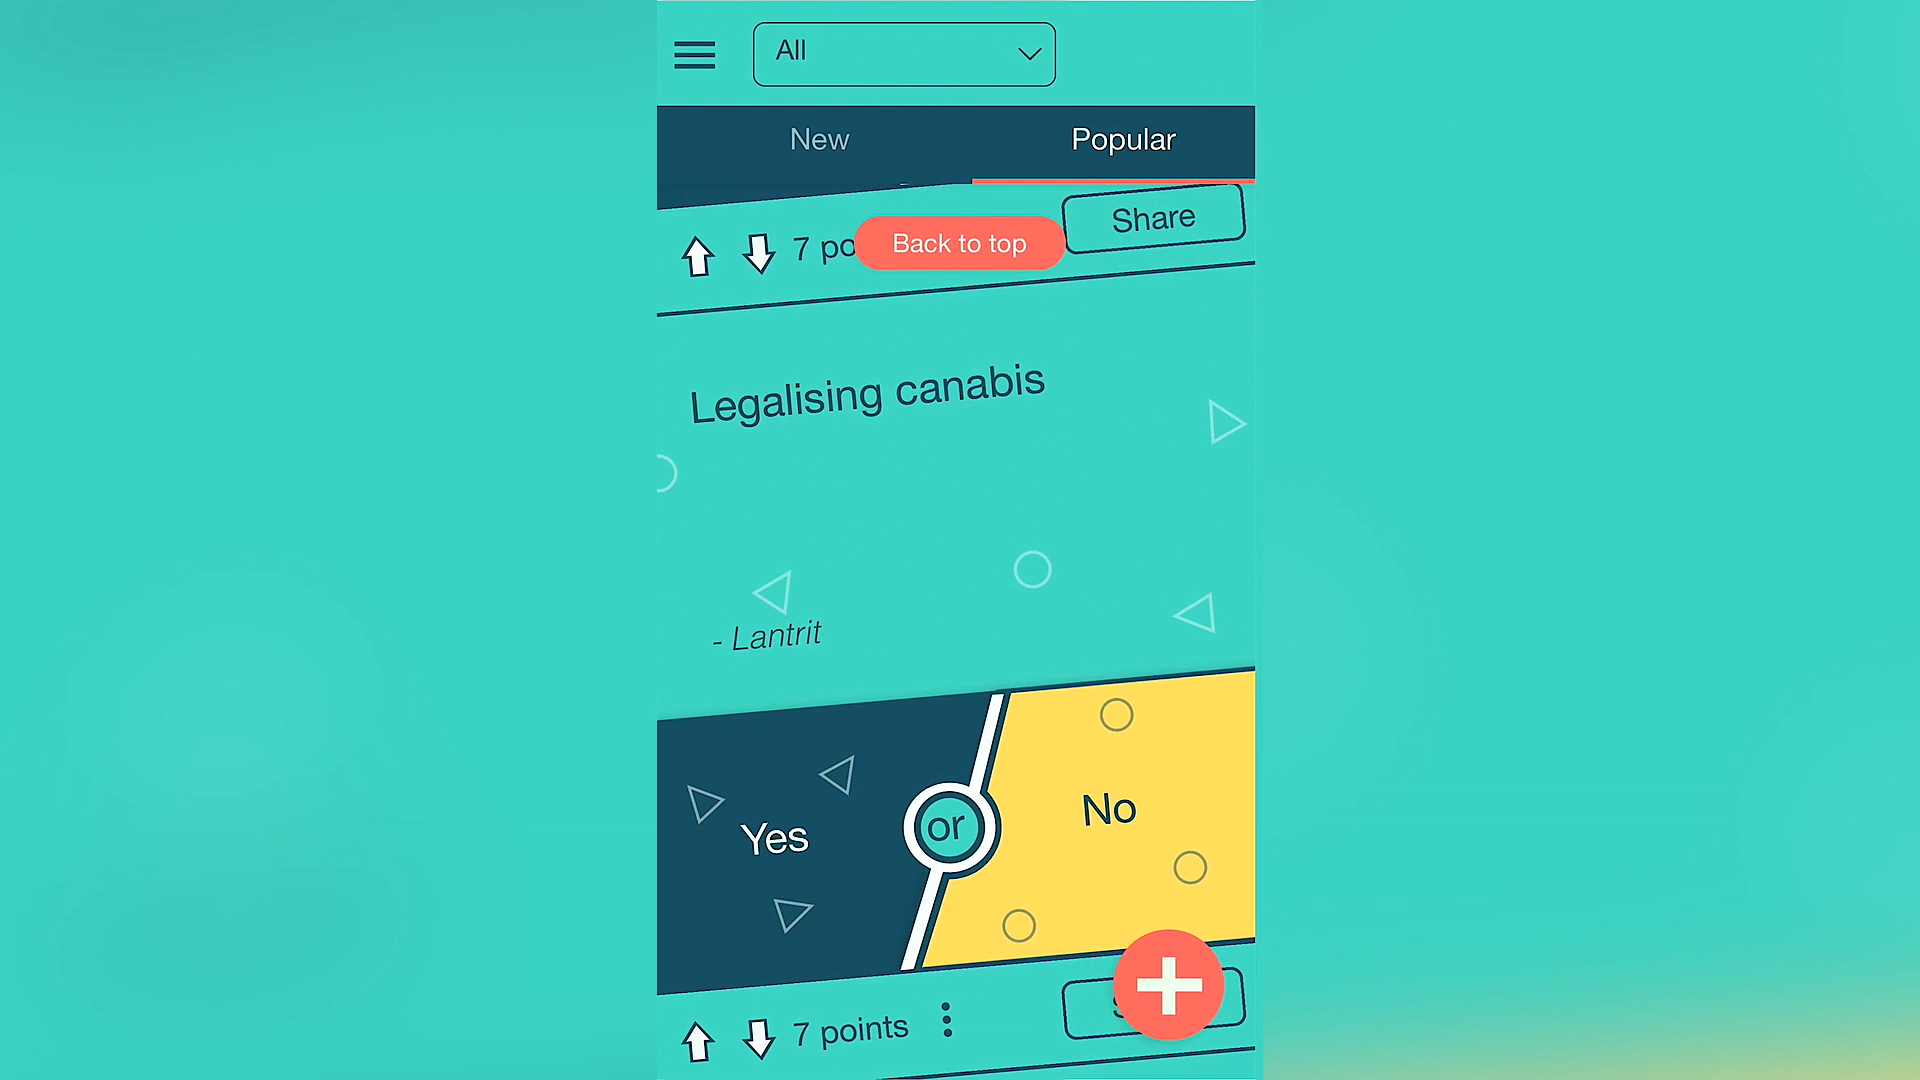 All
New Popular
7 po Back to top Share
Legalising canabis
- Lantrit
Yes or No
7 points